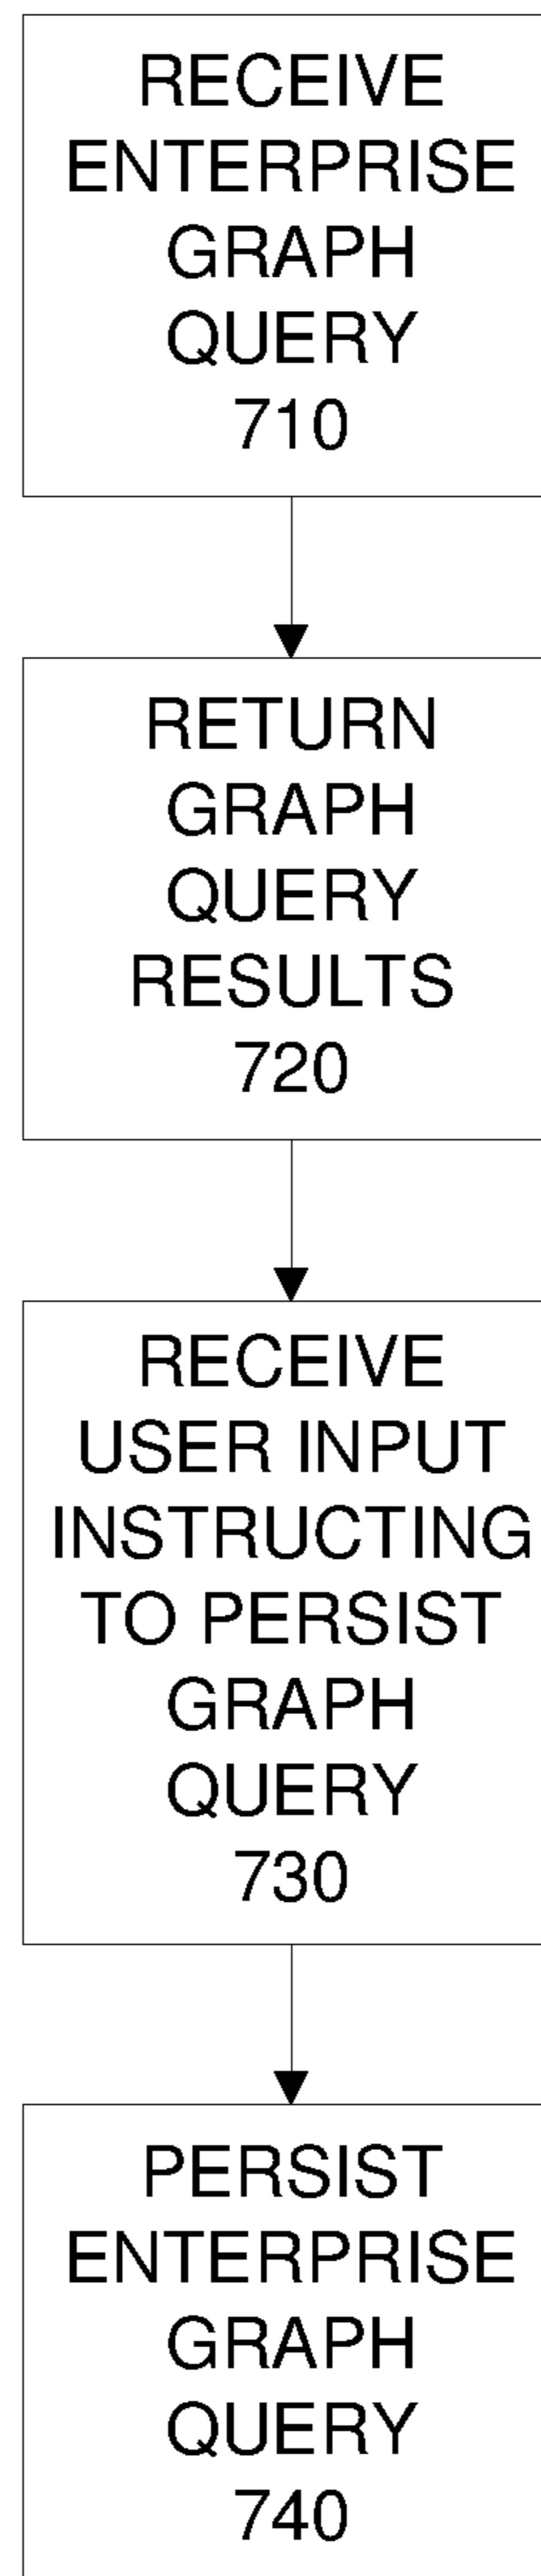 RECEIVE
ENTERPRISE
GRAPH
QUERY
710
RETURN
GRAPH
QUERY
RESULTS
720
RECEIVE
USER INPUT
INSTRUCTING
TO PERSIST
GRAPH
QUERY
730
PERSIST
ENTERPRISE
GRAPH
QUERY
740